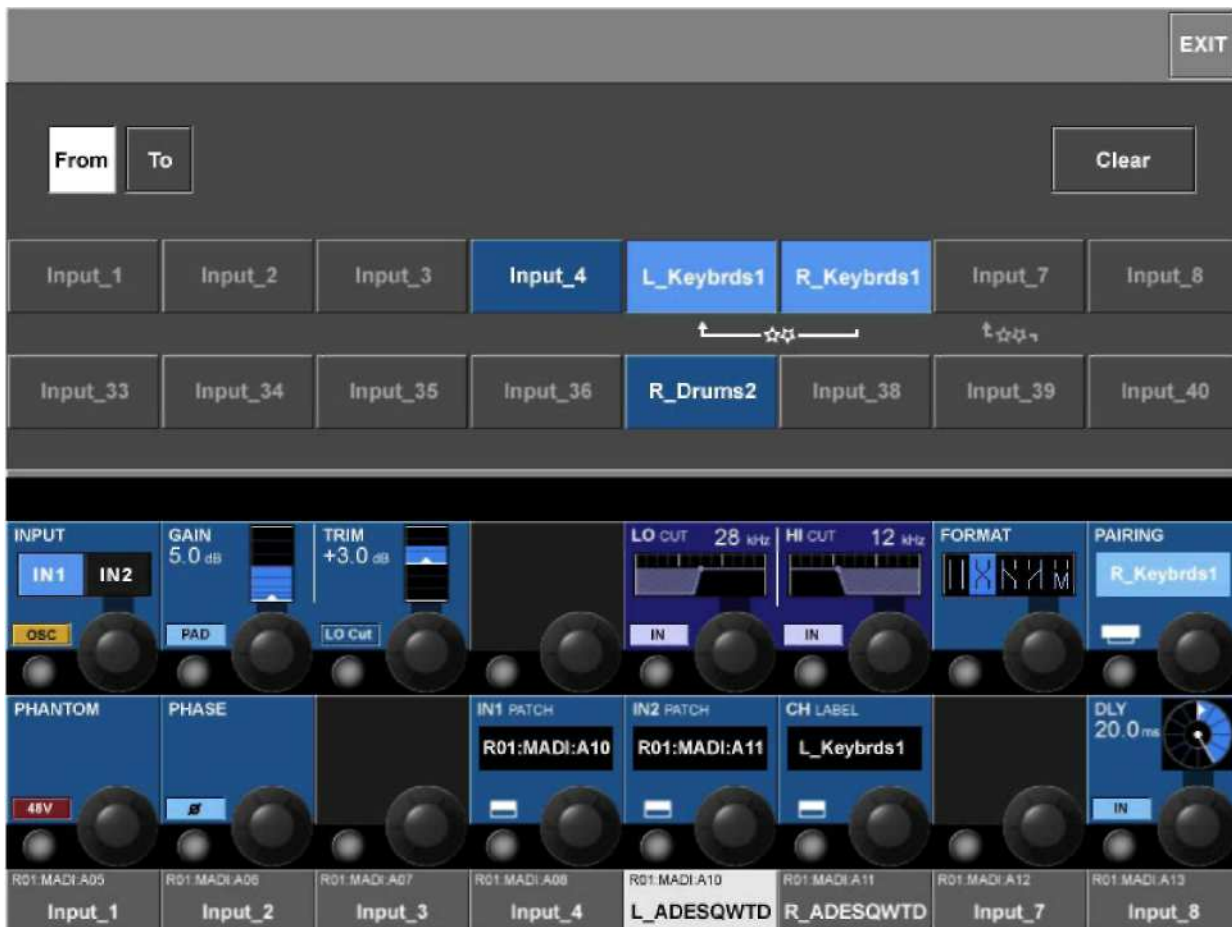 EXIT
From To Clear
Input_1 Input_2 Input_3 Input_4 L_Keybrds1 R_Keybrds1 Input_7 Input_8
Input_33 Input_34 Input_35 Input_36 R_Drums2 Input_38 Input_39 Input_40
INPUT GAIN TRIM LO CUT 28 kHz HI CUT 12 kHz FORMAT PAIRING
5.0 dB +3.0 dB
IN1 IN2 R_Keybrds1
OSC PAD LO Cut IN IN
PHANTOM PHASE IN1 PATCH IN2 PATCH CH LABEL DLY
20.0 ms
R01:MADI:A10 R01:MADI:A11 L_Keybrds1
48V ø IN
R01:MADI:A05 R01:MADI:A06 R01:MADI:A07 R01:MADI:A08 R01:MADI:A10 R01:MADI:A11 R01:MADI:A12 R01:MADI:A13
Input_1 Input_2 Input_3 Input_4 L_ADESQWTD R_ADESQWTD Input_7 Input_8